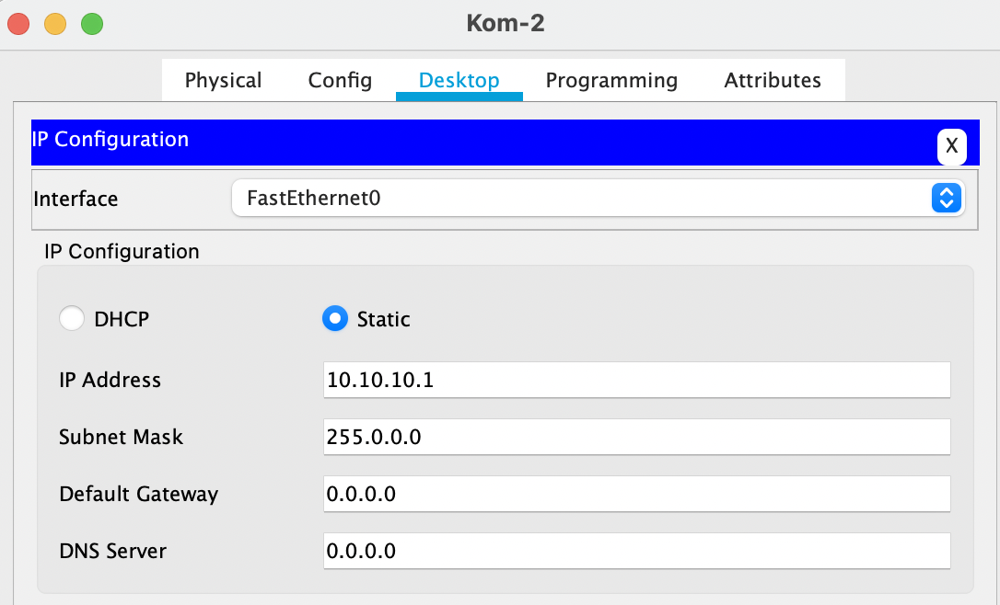 Kom-2
Physical Config Desktop Programming Attributes
IP Configuration X
Interface FastEthernet0
IP Configuration
DHCP Static
IP Address 10.10.10.1
Subnet Mask 255.0.0.0
Default Gateway 0.0.0.0
DNS Server 0.0.0.0